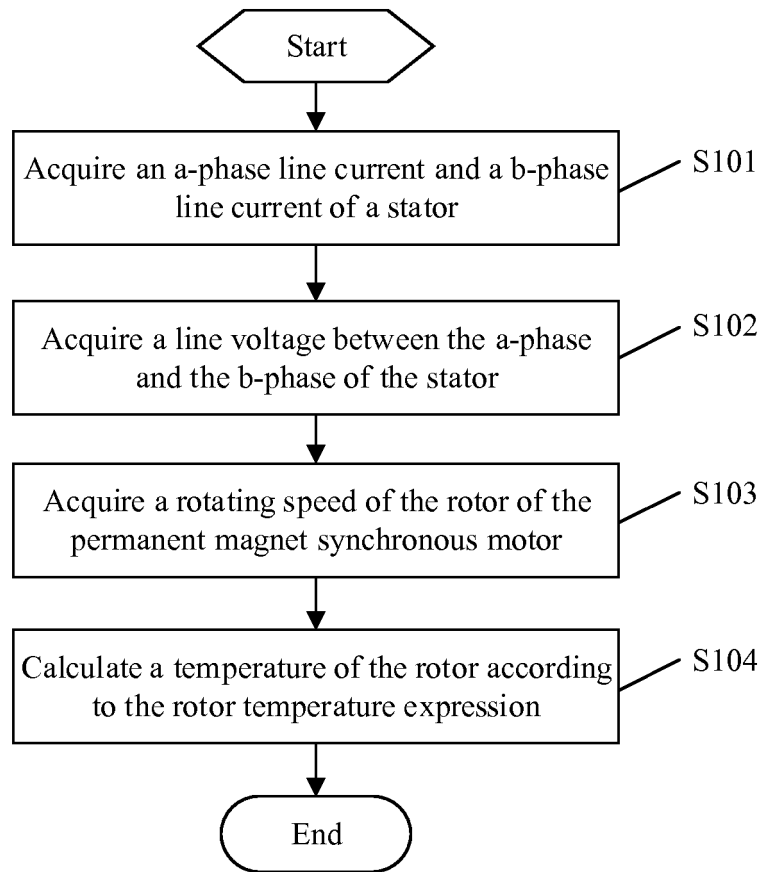 Start
Acquire an a-phase line current and a b-phase
line current of a stator
S101
Acquire a line voltage between the a-phase
and the b-phase of the stator
S102
Acquire a rotating speed of the rotor of the
permanent magnet synchronous motor
S103
Calculate a temperature of the rotor according
to the rotor temperature expression
S104
End